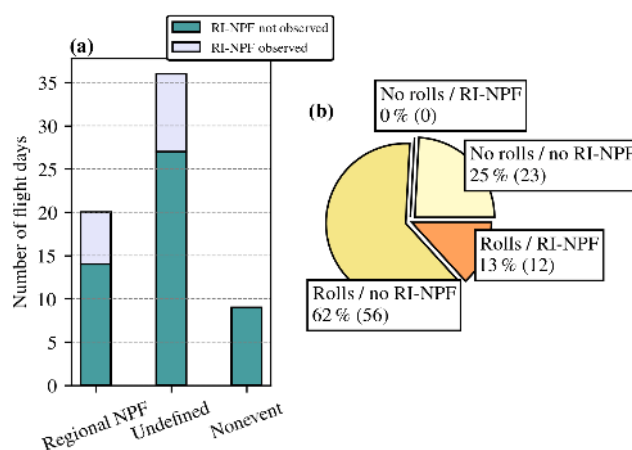 RI-NPF not observed
RI-NPF observed
(a)
Number of flight days
35
30
25
20
15
10
5
0
Regional NPF
Undefined
Nonevent
(b)
No rolls / RI-NPF
0 % (0)
No rolls / no RI-NPF
25 % (23)
Rolls / RI-NPF
13 % (12)
Rolls / no RI-NPF
62 % (56)